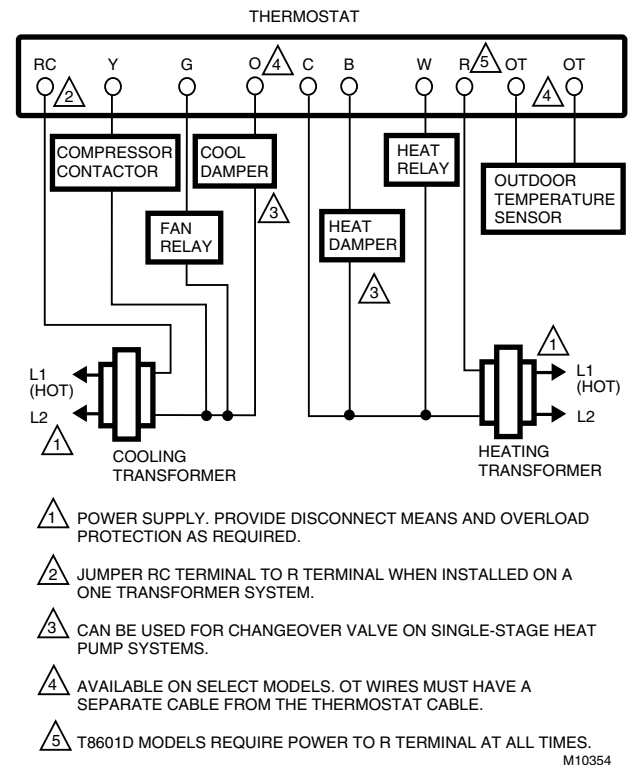 THERMOSTAT
RC Y G O 4 C B W R 5 OT OT
2 4
COMPRESSOR
CONTACTOR
COOL
DAMPER
HEAT
RELAY
OUTDOOR
TEMPERATURE
SENSOR
3
FAN
RELAY
HEAT
DAMPER
3
1
L1
(HOT)
L2
1
COOLING
TRANSFORMER
L1
(HOT)
L2
HEATING
TRANSFORMER
1 POWER SUPPLY. PROVIDE DISCONNECT MEANS AND OVERLOAD
PROTECTION AS REQUIRED.
2 JUMPER RC TERMINAL TO R TERMINAL WHEN INSTALLED ON A
ONE TRANSFORMER SYSTEM.
3 CAN BE USED FOR CHANGEOVER VALVE ON SINGLE-STAGE HEAT
PUMP SYSTEMS.
4 AVAILABLE ON SELECT MODELS. OT WIRES MUST HAVE A
SEPARATE CABLE FROM THE THERMOSTAT CABLE.
5 T8601D MODELS REQUIRE POWER TO R TERMINAL AT ALL TIMES.
M10354